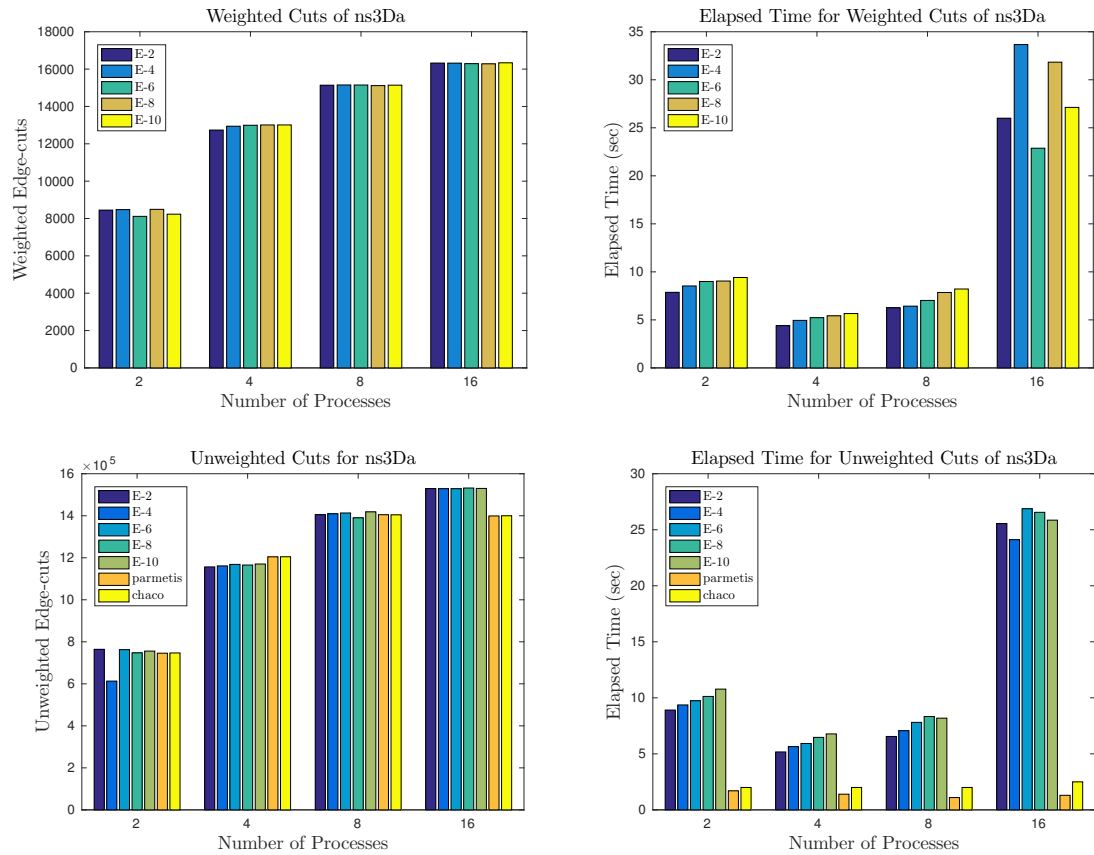 Weighted Cuts of ns3Da
18000
16000
14000
12000
10000
8000
6000
4000
2000
0
Weighted Edge-cuts
E-2
E-4
E-6
E-8
E-10
2 4 8 16
Number of Processes
Elapsed Time for Weighted Cuts of ns3Da
35
30
25
20
15
10
5
0
Elapsed Time (sec)
E-2
E-4
E-6
E-8
E-10
2 4 8 16
Number of Processes
Unweighted Cuts for ns3Da
× 10^5
16
14
12
10
8
6
4
2
0
Unweighted Edge-cuts
E-2
E-4
E-6
E-8
E-10
parmetis
chaco
2 4 8 16
Number of Processes
Elapsed Time for Unweighted Cuts of ns3Da
30
25
20
15
10
5
0
Elapsed Time (sec)
E-2
E-4
E-6
E-8
E-10
parmetis
chaco
2 4 8 16
Number of Processes